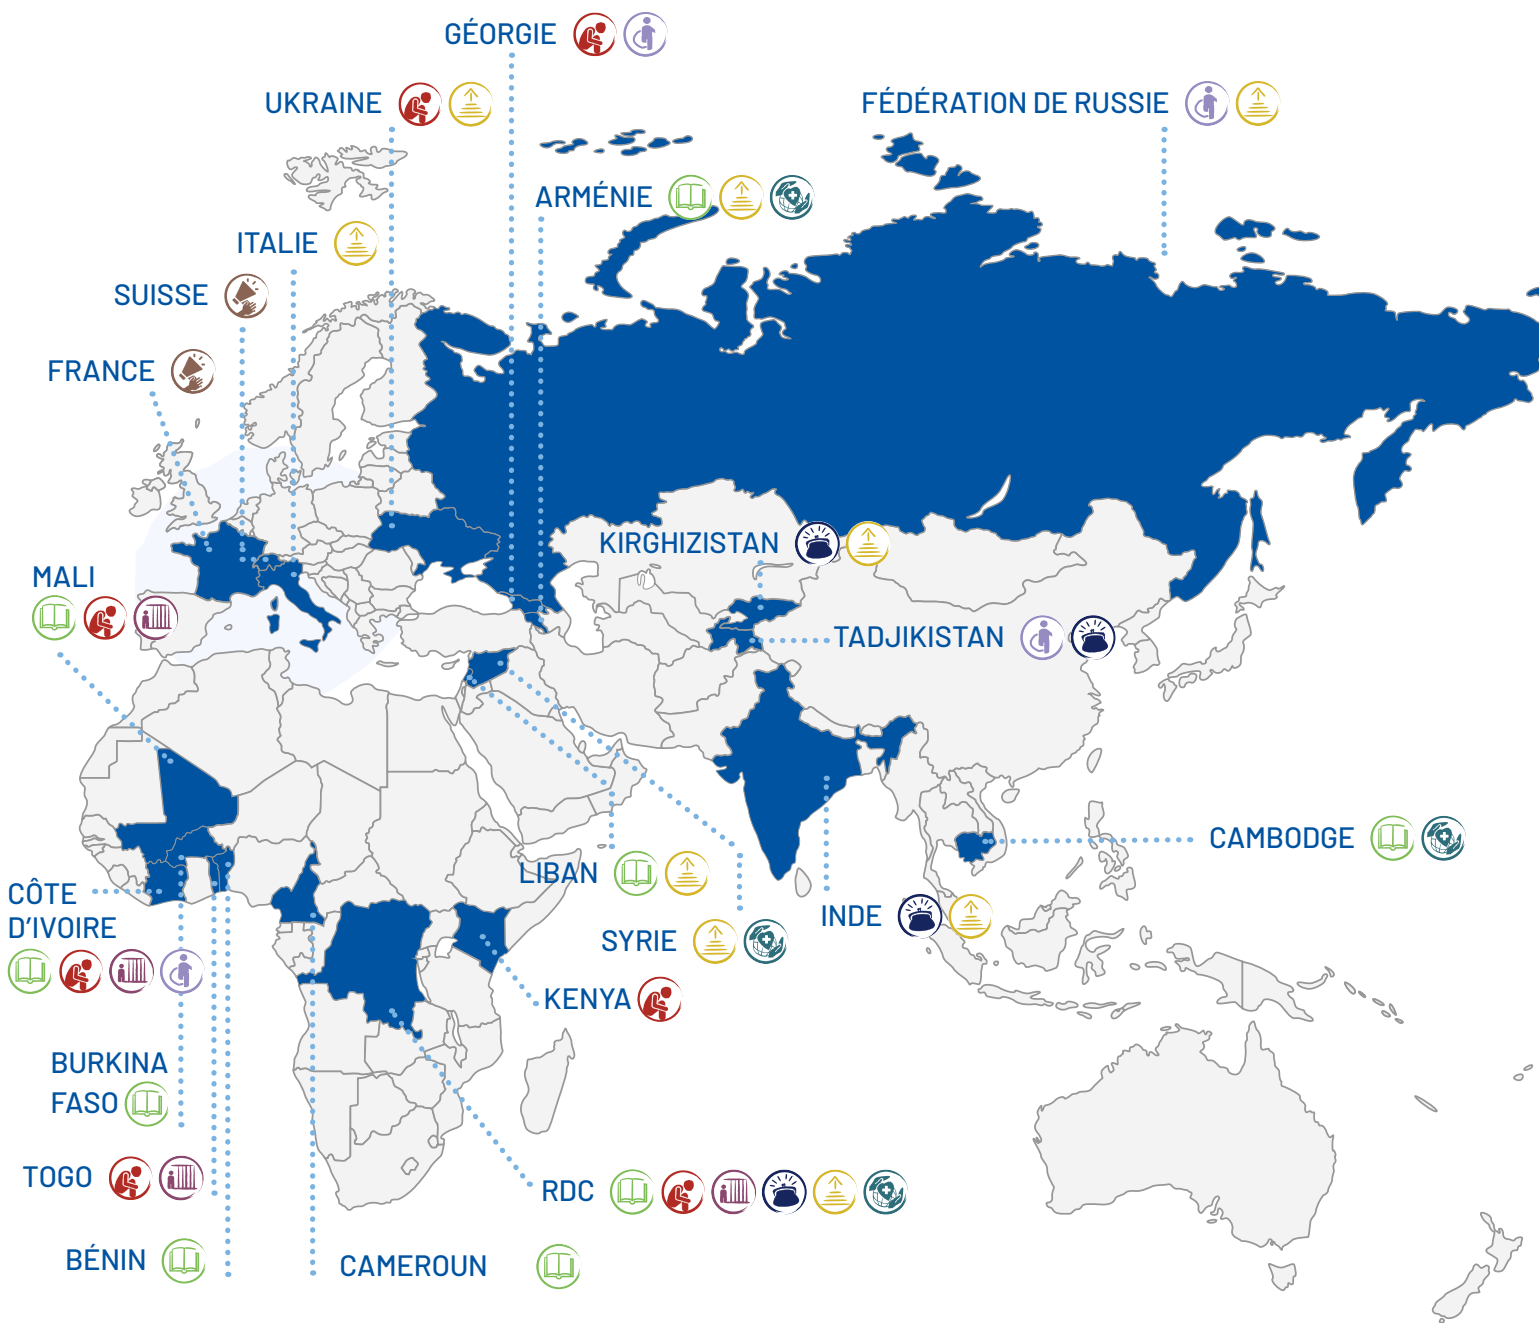 GÉORGIE
UKRAINE
FÉDÉRATION DE RUSSIE
ARMÉNIE
ITALIE
SUISSE
FRANCE
KIRGHIZISTAN
MALI
TADJIKISTAN
CAMBODGE
LIBAN
CÔTE
D'IVOIRE
INDE
SYRIE
KENYA
BURKINA
FASO
TOGO
RDC
BÉNIN
CAMEROUN